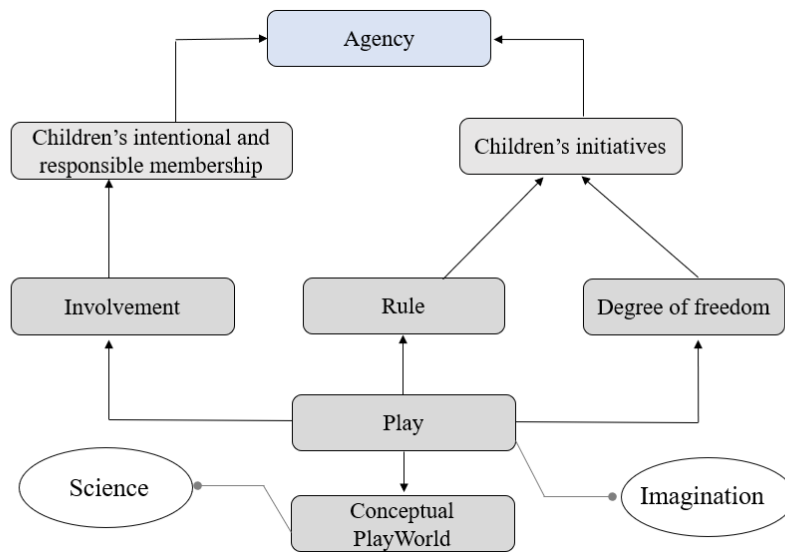 Agency
Children’s intentional and
responsible membership
Children’s initiatives
Involvement
Rule
Degree of freedom
Play
Science
Imagination
Conceptual
PlayWorld